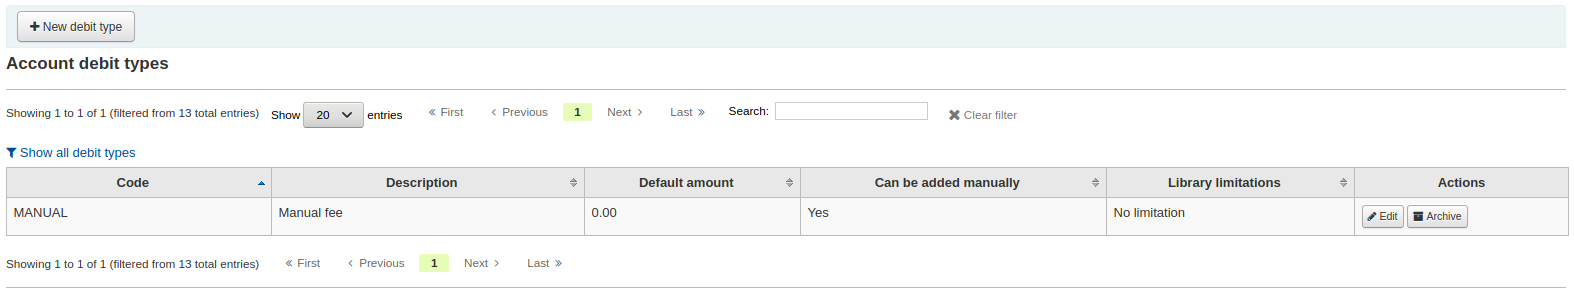 New debit type
Account debit types
Showing 1 to 1 of 1 (filtered from 13 total entries) Show 20 entries First Previous 1 Next Last Search: Clear filter
Show all debit types
Code Description Default amount Can be added manually Library limitations Actions
MANUAL Manual fee 0.00 Yes No limitation Edit Archive
Showing 1 to 1 of 1 (filtered from 13 total entries) First Previous 1 Next Last